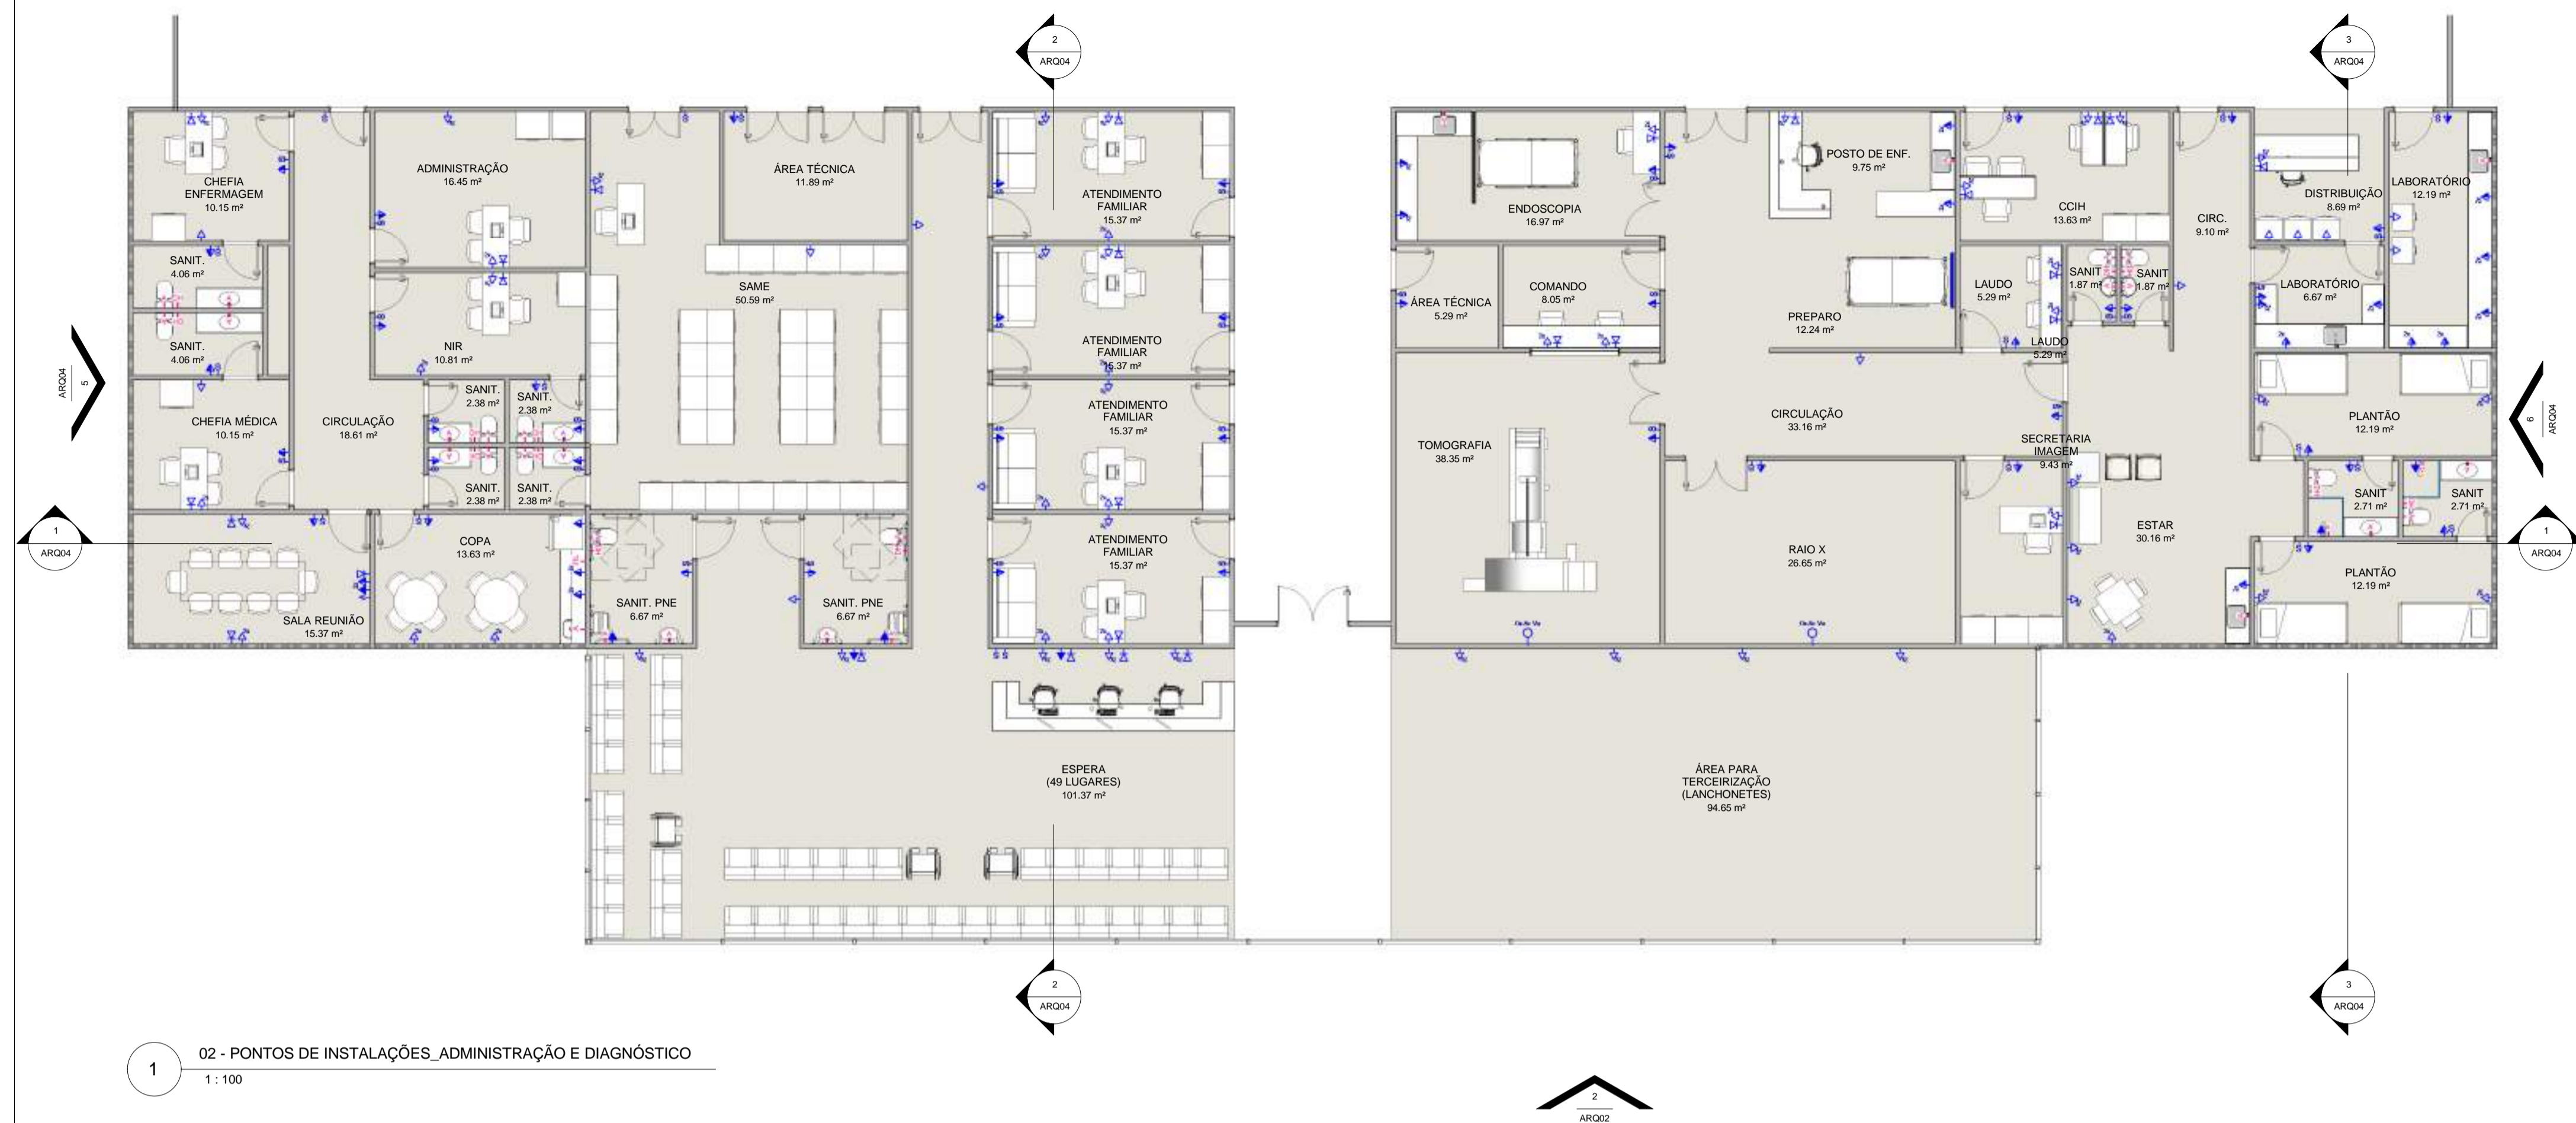 2
ARQ04
3
ARQ04
CHEFIA
ENFERMAGEM
10.15 m²
ADMINISTRAÇÃO
16.45 m²
ÁREA TÉCNICA
11.89 m²
ATENDIMENTO
FAMILIAR
15.37 m²
ENDOSCOPIA
16.97 m²
POSTO DE ENF.
9.75 m²
CCIH
13.63 m²
CIRC.
9.10 m²
DISTRIBUIÇÃO
8.69 m²
LABORATÓRIO
12.19 m²
SANIT.
4.06 m²
SANIT.
4.06 m²
NIR
10.81 m²
SAME
50.59 m²
ATENDIMENTO
FAMILIAR
15.37 m²
ÁREA TÉCNICA
5.29 m²
COMANDO
8.05 m²
PREPARO
12.24 m²
LAUDO
5.29 m²
LAUDO
5.29 m²
SANIT
1.87 m²
SANIT
1.87 m²
LABORATÓRIO
6.67 m²
ARQ04
5
CHEFIA MÉDICA
10.15 m²
CIRCULAÇÃO
18.61 m²
SANIT.
2.38 m²
SANIT.
2.38 m²
SANIT.
2.38 m²
SANIT.
2.38 m²
ATENDIMENTO
FAMILIAR
15.37 m²
TOMOGRAFIA
38.35 m²
CIRCULAÇÃO
33.16 m²
SECRETARIA
IMAGEM
9.43 m²
PLANTÃO
12.19 m²
6
ARQ04
1
ARQ04
SALA REUNIÃO
15.37 m²
COPA
13.63 m²
SANIT. PNE
6.67 m²
SANIT. PNE
6.67 m²
ATENDIMENTO
FAMILIAR
15.37 m²
RAIO X
26.65 m²
ESTAR
30.16 m²
SANIT
2.71 m²
SANIT
2.71 m²
PLANTÃO
12.19 m²
1
ARQ04
ESPERA
(49 LUGARES)
101.37 m²
ÁREA PARA
TERCEIRIZAÇÃO
(LANCHONETES)
94.65 m²
2
ARQ04
3
ARQ04
1
02 - PONTOS DE INSTALAÇÕES_ADMINISTRAÇÃO E DIAGNÓSTICO
1 : 100
2
ARQ02